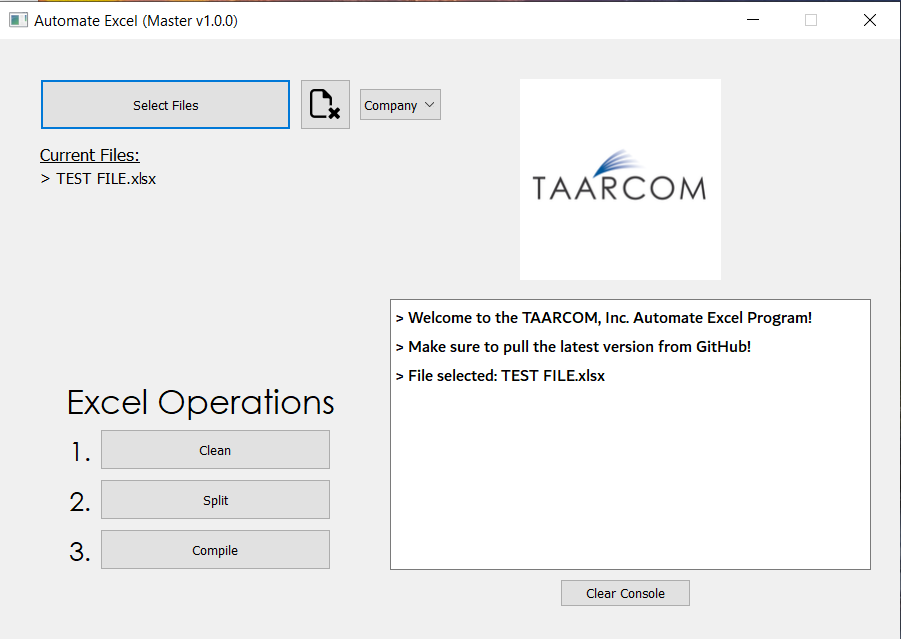 Automate Excel (Master v1.0.0)
Select Files
Company
Current Files:
> TEST FILE.xlsx
TAARCOM
> Welcome to the TAARCOM, Inc. Automate Excel Program!
> Make sure to pull the latest version from GitHub!
> File selected: TEST FILE.xlsx
Excel Operations
1. Clean
2. Split
3. Compile
Clear Console